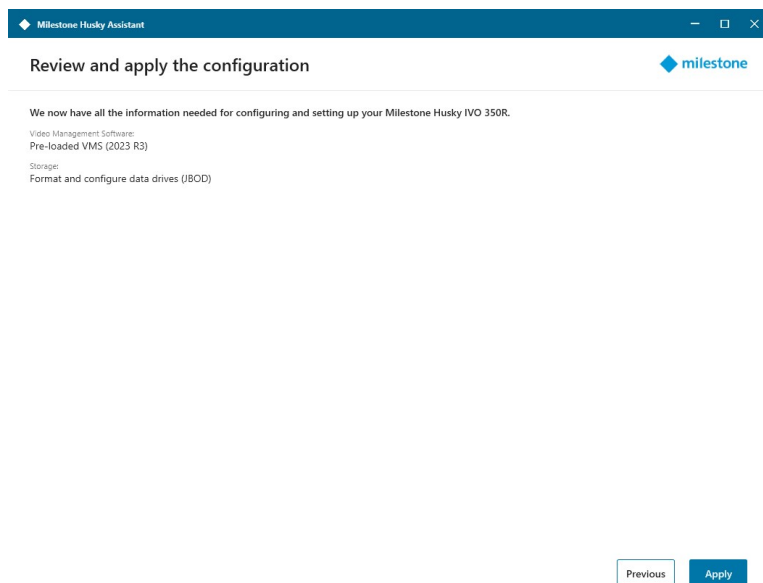 Milestone Husky Assistant
Review and apply the configuration
milestone
We now have all the information needed for configuring and setting up your Milestone Husky IVO 350R.
Video Management Software:
Pre-loaded VMS (2023 R3)
Storage:
Format and configure data drives (JBOD)
Previous
Apply